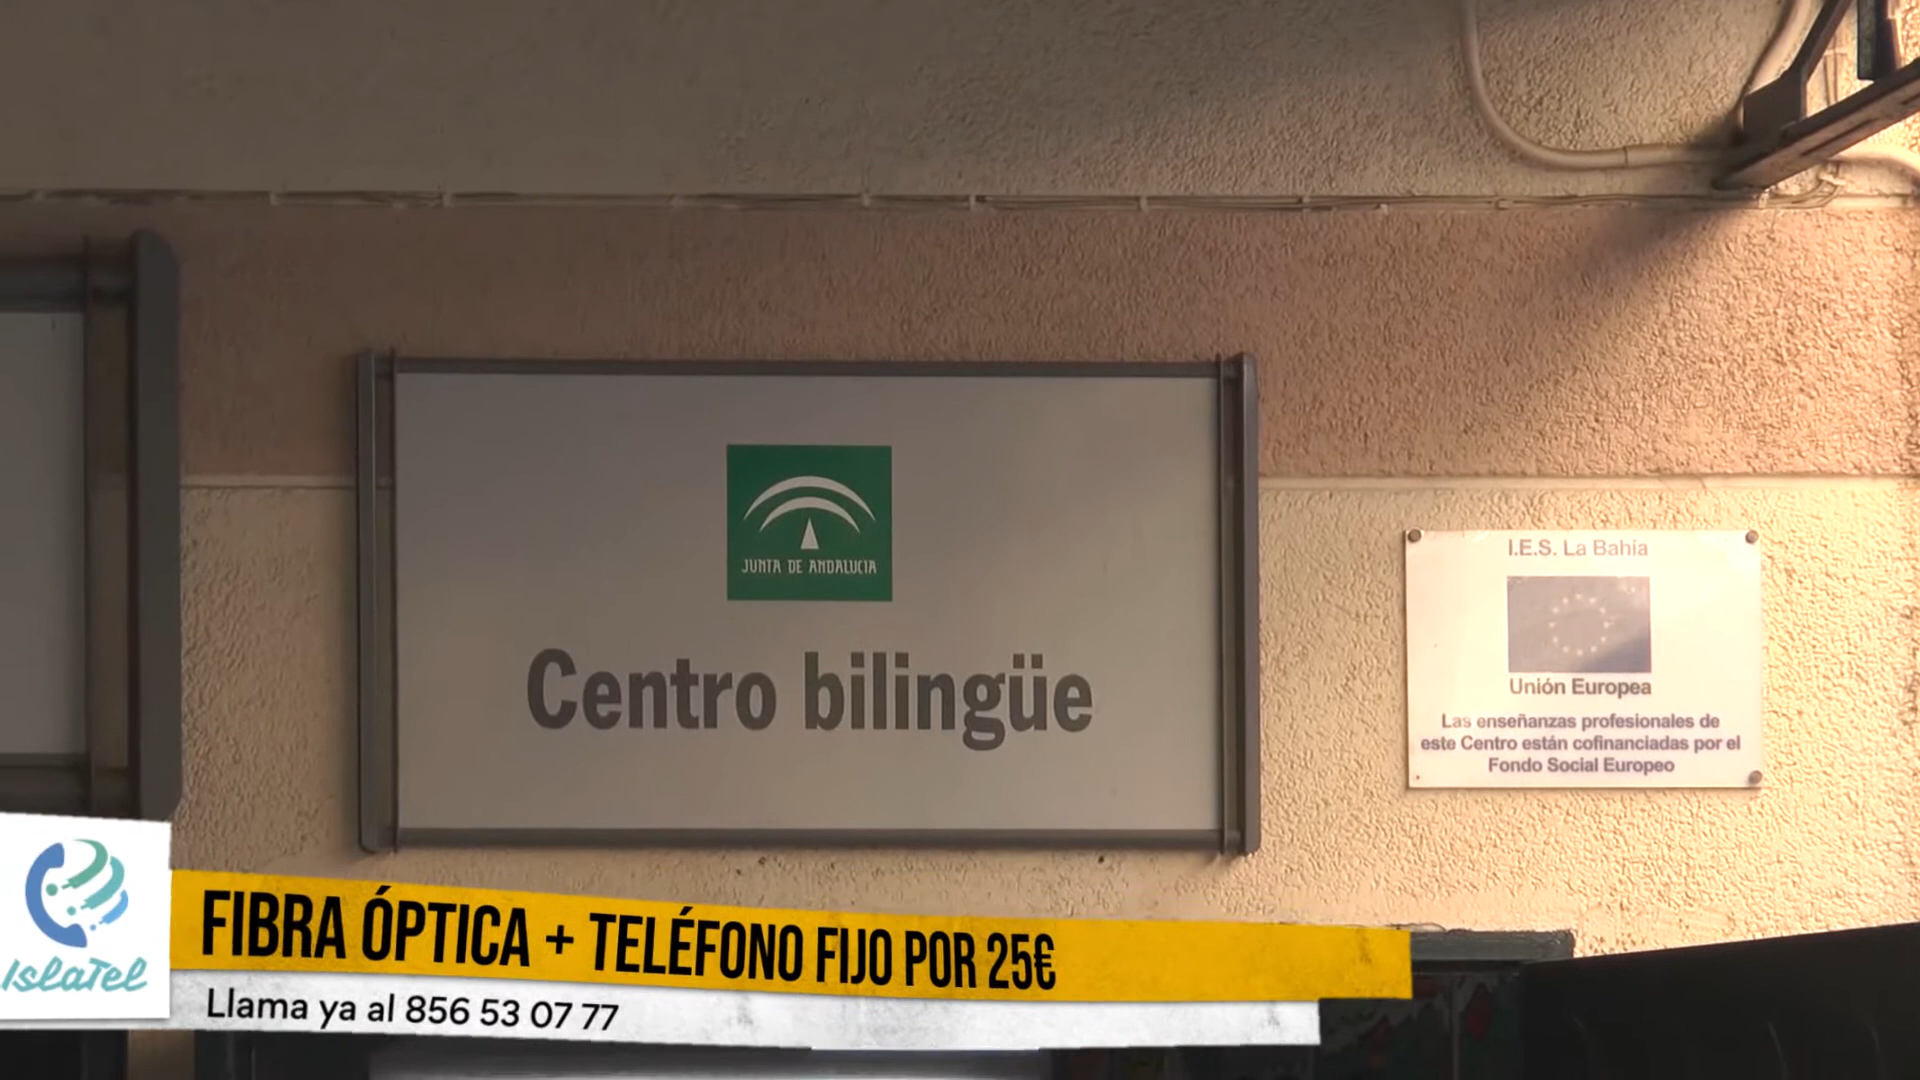 JUNTA DE ANDALUCIA
Centro bilingüe
I.E.S. La Bahía
Unión Europea
Las enseñanzas profesionales de
este Centro están cofinanciadas por el
Fondo Social Europeo
IslaTel
FIBRA ÓPTICA + TELÉFONO FIJO POR 25€
Llama ya al 856 53 07 77